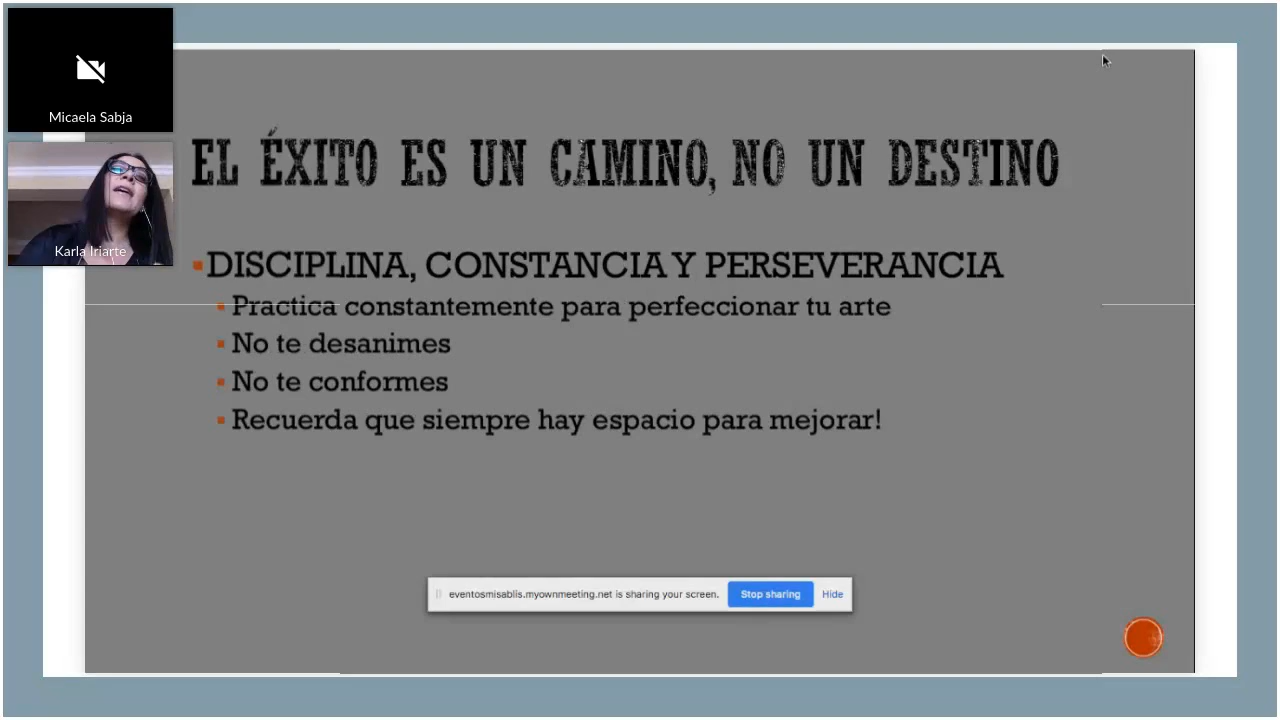 Micaela Sabja
Karla Iriarte
EL ÉXITO ES UN CAMINO, NO UN DESTINO
DISCIPLINA, CONSTANCIA Y PERSEVERANCIA
Practica constantemente para perfeccionar tu arte
No te desanimes
No te conformes
Recuerda que siempre hay espacio para mejorar!
eventosmisablis.myownmeeting.net is sharing your screen. Stop sharing Hide